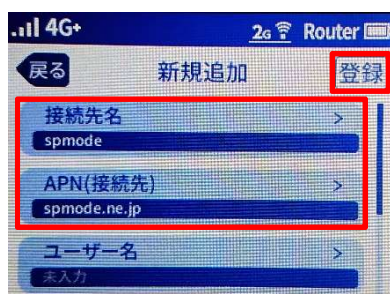 4G+ 2G Router
戻る 新規追加 登録
接続先名 >
spmode
APN(接続先) >
spmode.ne.jp
ユーザー名 >
未入力